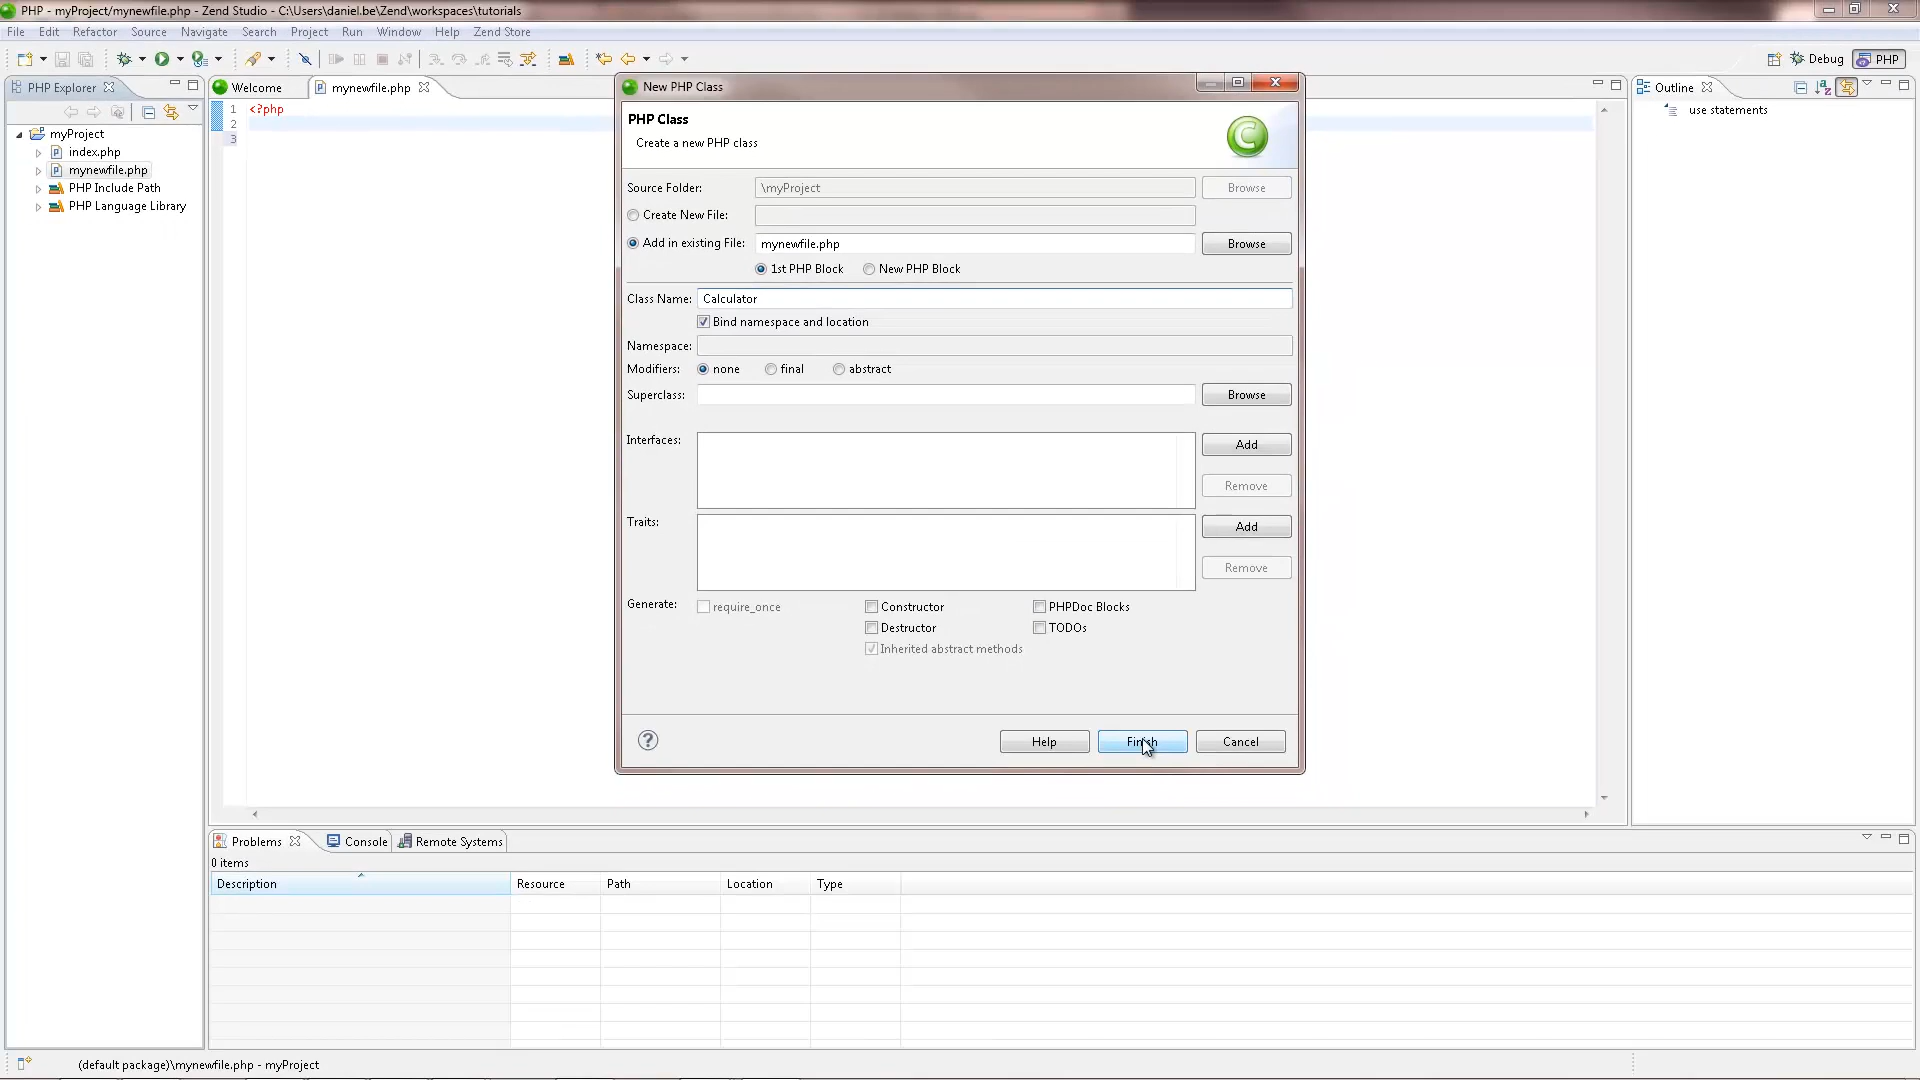 PHP - myProject/mynewfile.php - Zend Studio - C:\Users\daniel.be\Zend\workspaces\tutorials
File Edit Refactor Source Navigate Search Project Run Window Help Zend Store
Debug PHP
PHP Explorer
Welcome mynewfile.php
Outline
myProject
index.php
mynewfile.php
PHP Include Path
PHP Language Library
1 <?php
2
3
use statements
New PHP Class
PHP Class
Create a new PHP class
C
Source Folder: \myProject Browse
Create New File:
Add in existing File: mynewfile.php Browse
1st PHP Block New PHP Block
Class Name: Calculator
Bind namespace and location
Namespace:
Modifiers: none final abstract
Superclass: Browse
Interfaces: Add
Remove
Traits: Add
Remove
Generate: require_once Constructor PHPDoc Blocks
Destructor TODOs
Inherited abstract methods
? Help Finish Cancel
Problems Console Remote Systems
0 items
Description Resource Path Location Type
(default package)\mynewfile.php - myProject